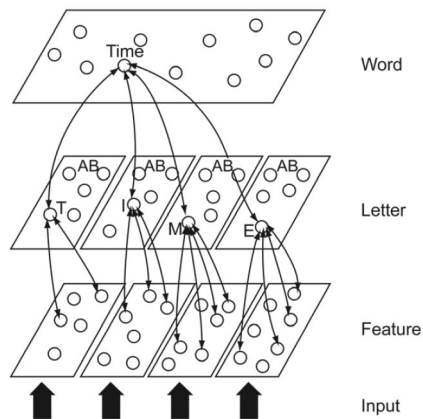 Time
Word
AB AB AB AB
Letter
T I M E
Feature
Input